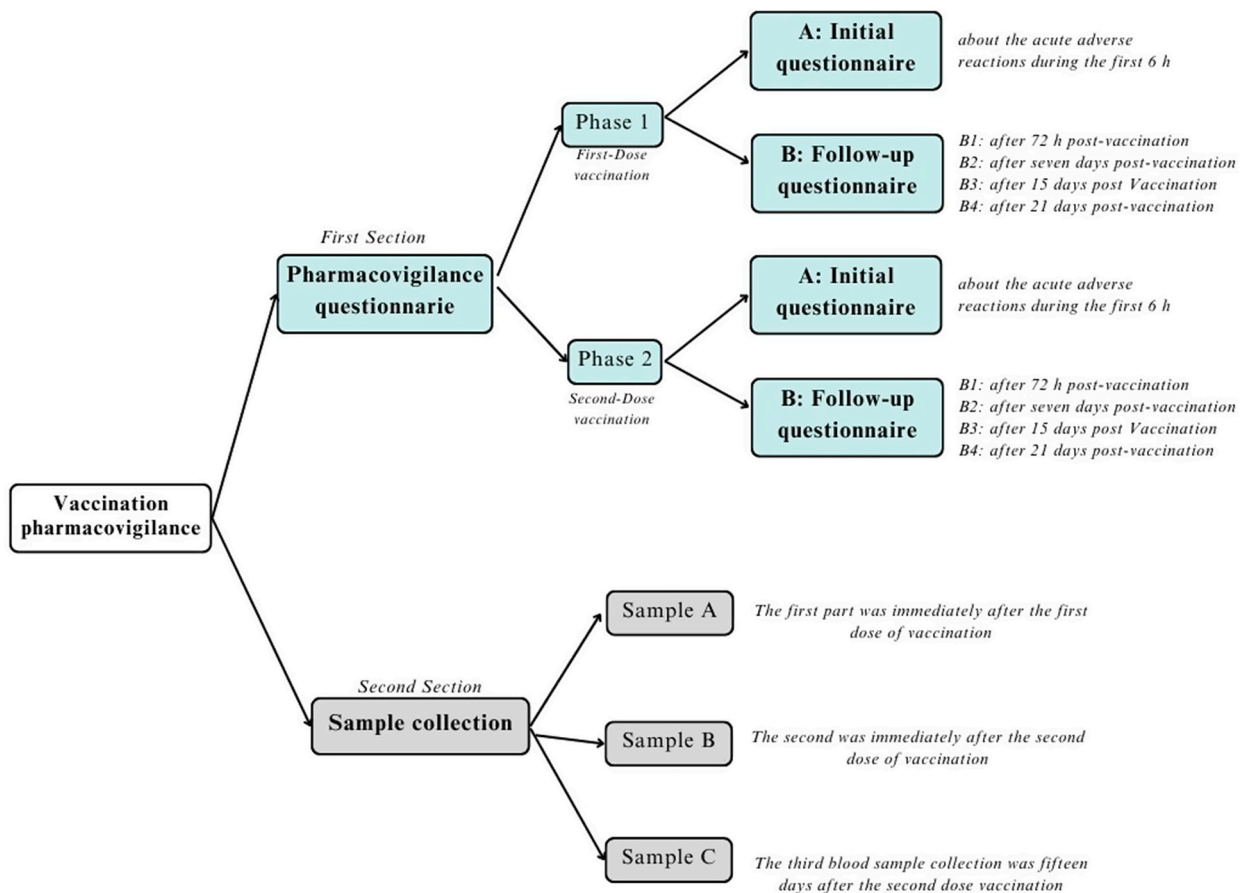 A: Initial
questionnaire
about the acute adverse
reactions during the first 6 h
Phase 1
First-Dose
vaccination
B: Follow-up
questionnaire
B1: after 72 h post-vaccination
B2: after seven days post-vaccination
B3: after 15 days post Vaccination
B4: after 21 days post-vaccination
First Section
Pharmacovigilance
questionnarie
A: Initial
questionnaire
about the acute adverse
reactions during the first 6 h
Phase 2
Second-Dose
vaccination
B: Follow-up
questionnaire
B1: after 72 h post-vaccination
B2: after seven days post-vaccination
B3: after 15 days post Vaccination
B4: after 21 days post-vaccination
Vaccination
pharmacovigilance
Second Section
Sample collection
Sample A
The first part was immediately after the first
dose of vaccination
Sample B
The second was immediately after the second
dose of vaccination
Sample C
The third blood sample collection was fifteen
days after the second dose vaccination